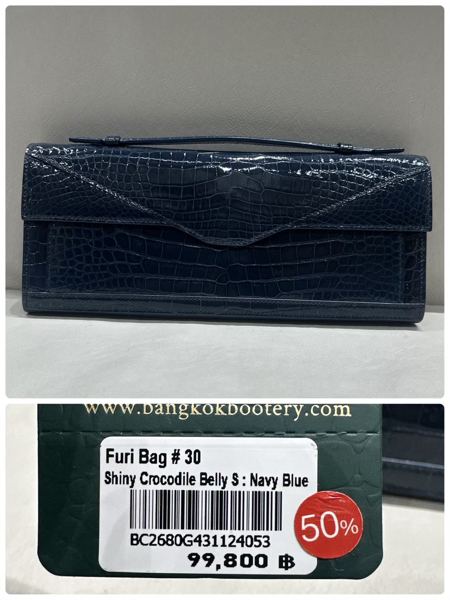 www.bangkokbootery.com
Furi Bag # 30
Shiny Crocodile Belly S : Navy Blue
BC2680G431124053
50%
99,800 ฿